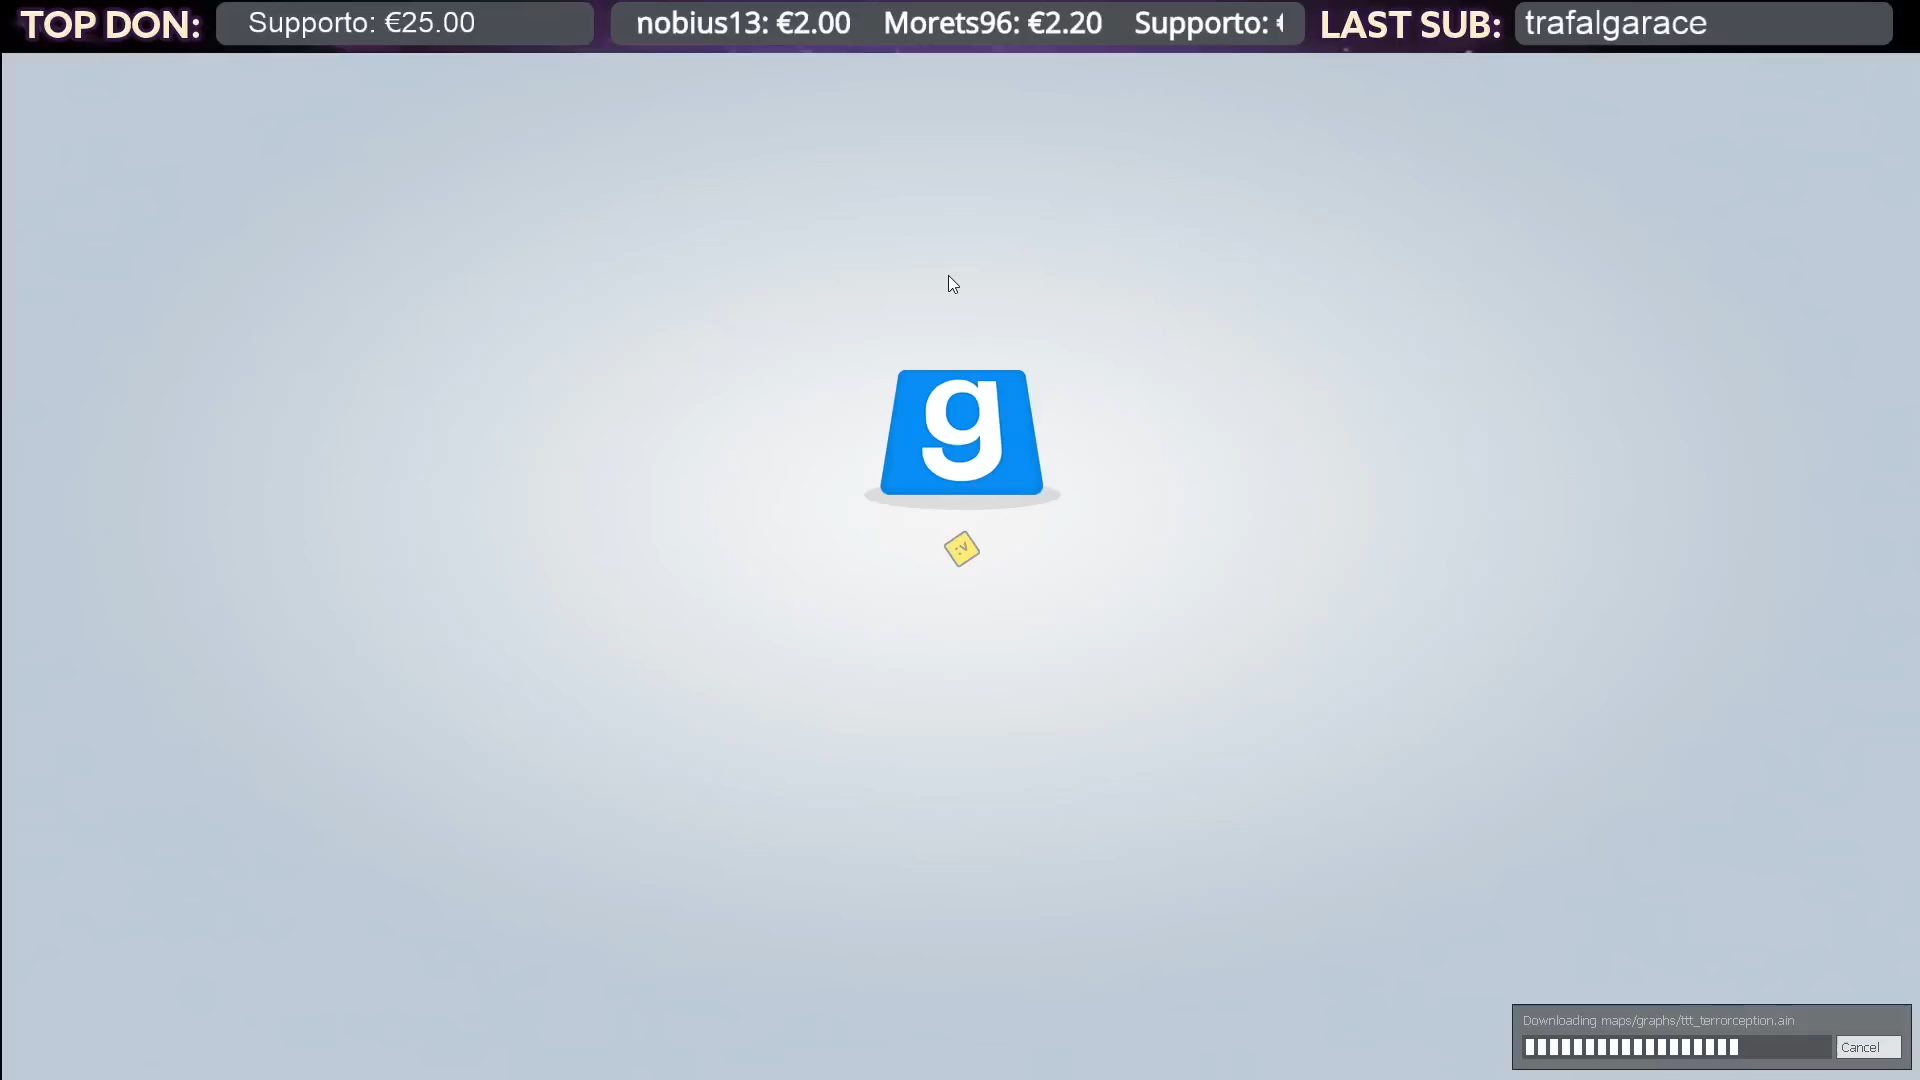 TOP DON: Supporto: €25.00 nobius13: €2.00 Morets96: €2.20 Supporto: LAST SUB: trafalgarace
g
:v
Downloading maps/graphs/ttt_terrorception.ain
Cancel